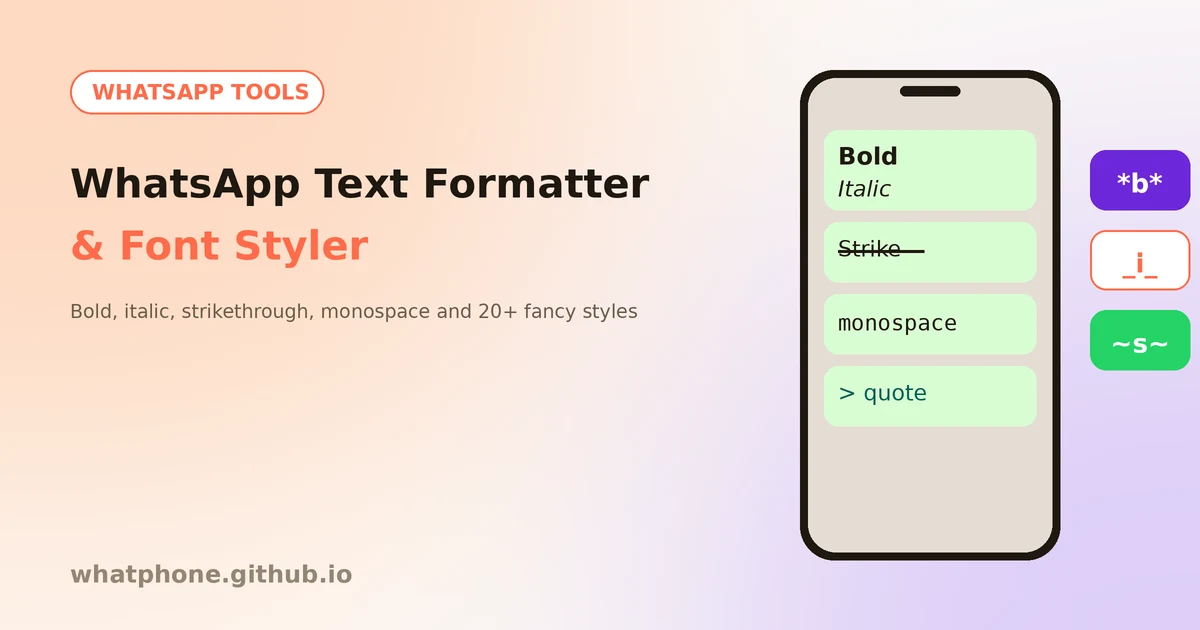 WHATSAPP TOOLS
WhatsApp Text Formatter
& Font Styler
Bold, italic, strikethrough, monospace and 20+ fancy styles
whatphone.github.io
Bold
Italic
Strike
monospace
> quote
*b*
_i_
~s~